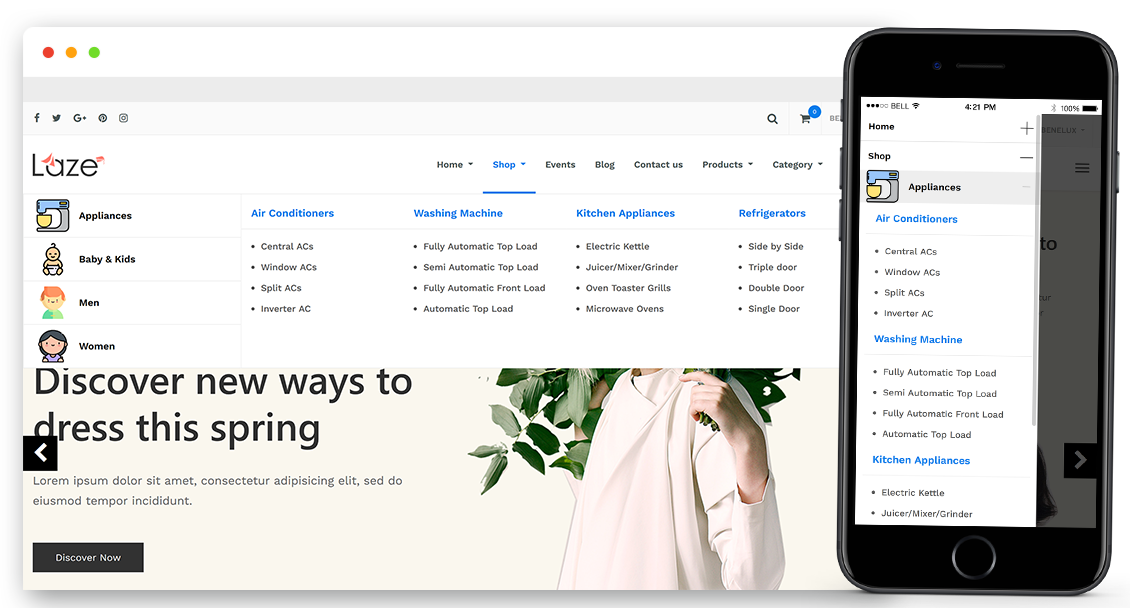 0
BE
Laze
Home Shop Events Blog Contact us Products Category
Appliances
Baby & Kids
Men
Women
Air Conditioners
Central ACs
Window ACs
Split ACs
Inverter AC
Washing Machine
Fully Automatic Top Load
Semi Automatic Top Load
Fully Automatic Front Load
Automatic Top Load
Kitchen Appliances
Electric Kettle
Juicer/Mixer/Grinder
Oven Toaster Grills
Microwave Ovens
Refrigerators
Side by Side
Triple door
Double Door
Single Door
Discover new ways to
dress this spring
Lorem ipsum dolor sit amet, consectetur adipisicing elit, sed do
eiusmod tempor incididunt.
Discover Now
BELL 4:21 PM 100%
Home
BENELUX
Shop
Appliances
Air Conditioners
to
Central ACs
Window ACs
Split ACs
tur
Inverter AC
Washing Machine
Fully Automatic Top Load
Semi Automatic Top Load
Fully Automatic Front Load
Automatic Top Load
Kitchen Appliances
Electric Kettle
Juicer/Mixer/Grinder